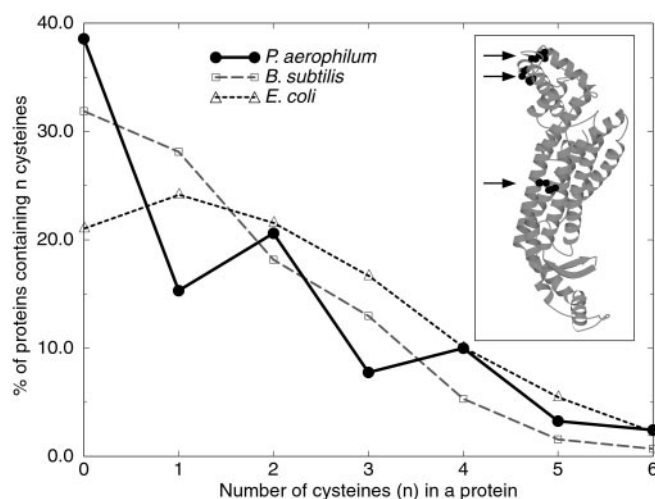 40.0
30.0
20.0
10.0
0.0
% of proteins containing n cysteines
P. aerophilum
B. subtilis
E. coli
0 1 2 3 4 5 6
Number of cysteines (n) in a protein